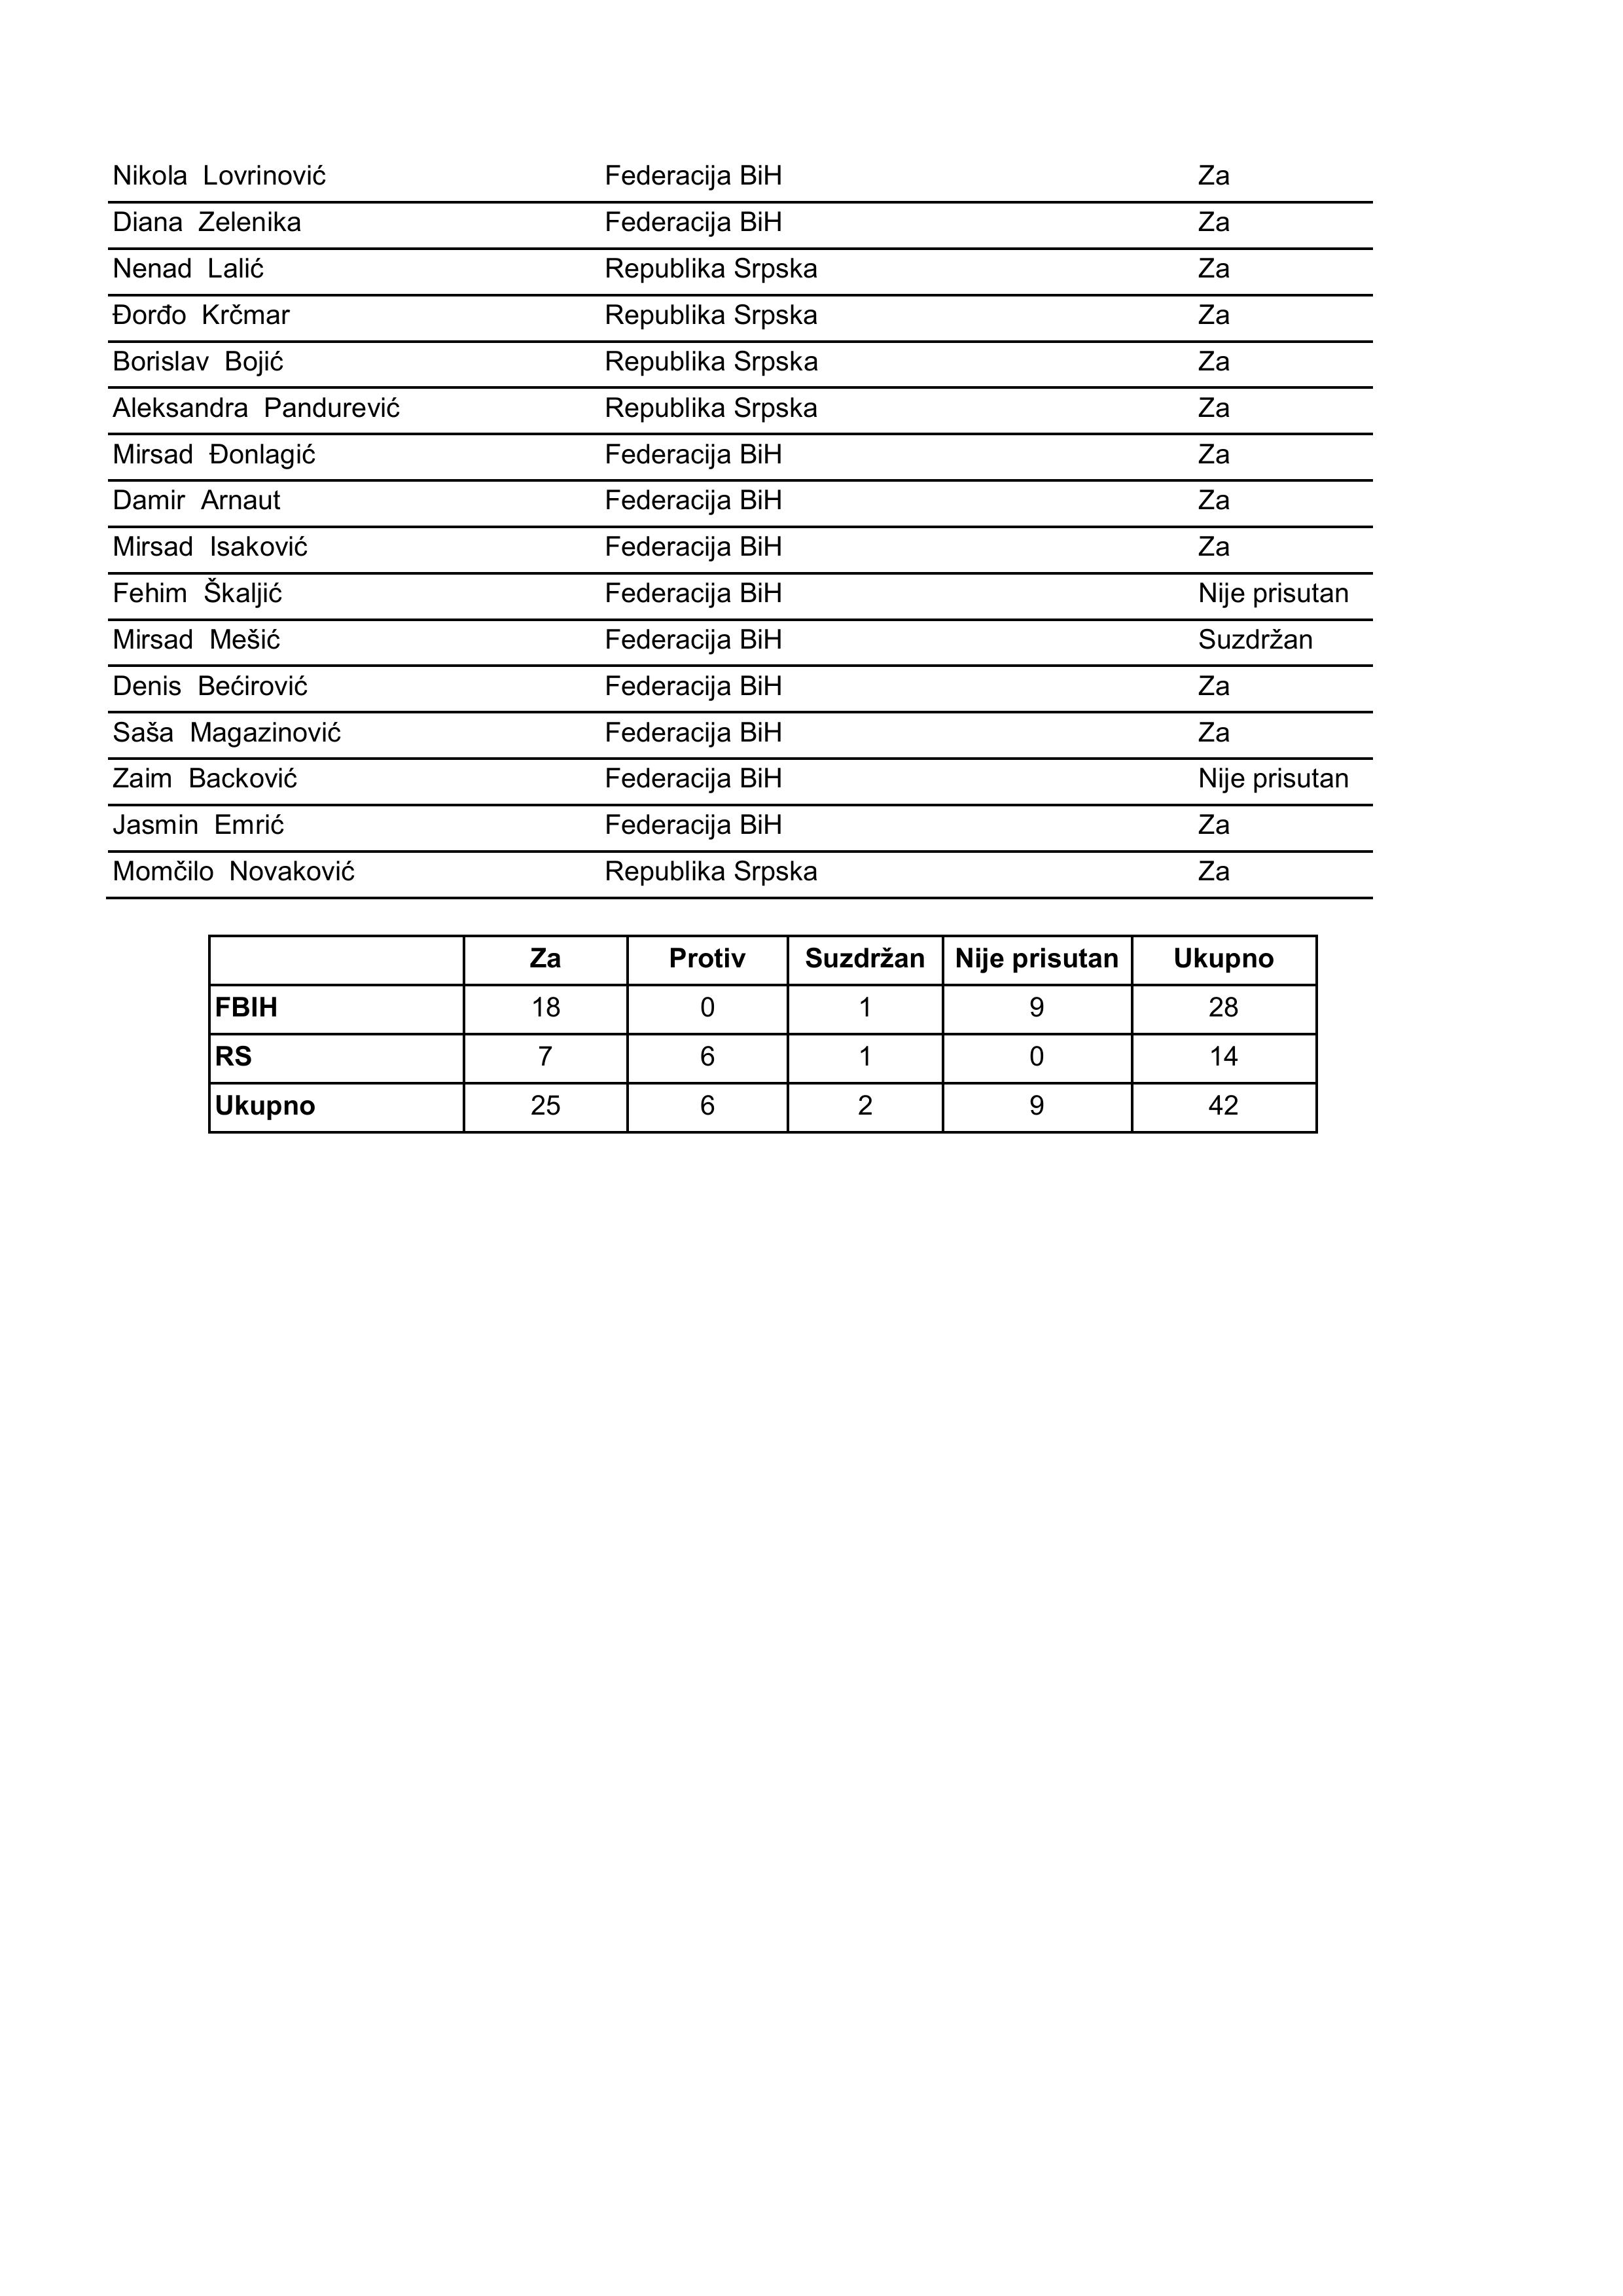 Nikola Lovrinović Federacija BiH Za
Diana Zelenika Federacija BiH Za
Nenad Lalić Republika Srpska Za
Đorđo Krčmar Republika Srpska Za
Borislav Bojić Republika Srpska Za
Aleksandra Pandurević Republika Srpska Za
Mirsad Đonlagić Federacija BiH Za
Damir Arnaut Federacija BiH Za
Mirsad Isaković Federacija BiH Za
Fehim Škaljić Federacija BiH Nije prisutan
Mirsad Mešić Federacija BiH Suzdržan
Denis Bećirović Federacija BiH Za
Saša Magazinović Federacija BiH Za
Zaim Backović Federacija BiH Nije prisutan
Jasmin Emrić Federacija BiH Za
Momčilo Novaković Republika Srpska Za
Za Protiv Suzdržan Nije prisutan Ukupno
FBIH 18 0 1 9 28
RS 7 6 1 0 14
Ukupno 25 6 2 9 42